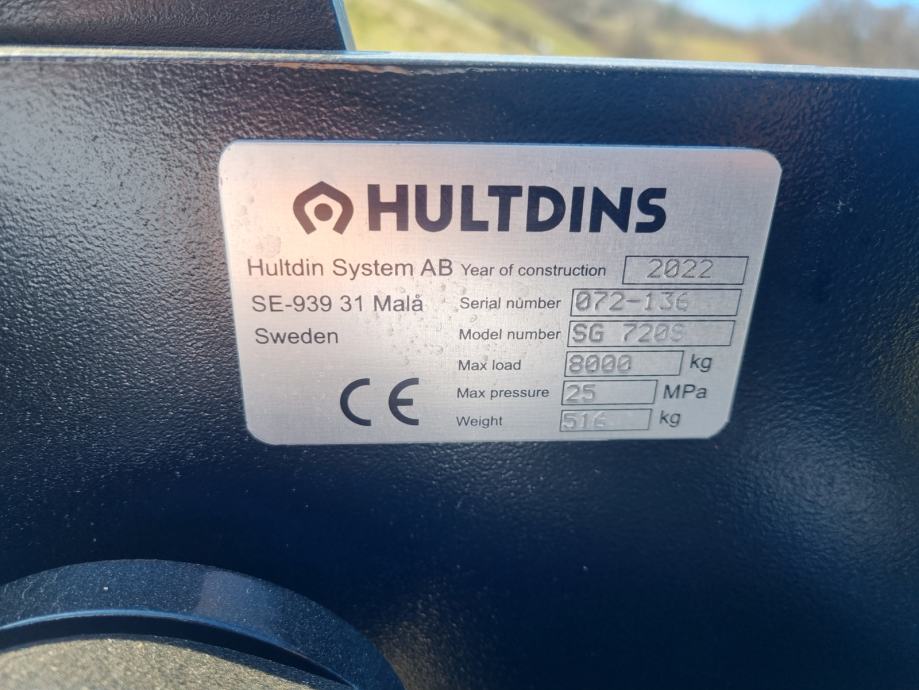 HULTDINS
Hultdin System AB
SE-939 31 Malå
Sweden
CE
Year of construction 2022
Serial number 072-136
Model number SG 720S
Max load 8000 kg
Max pressure 25 MPa
Weight 516 kg